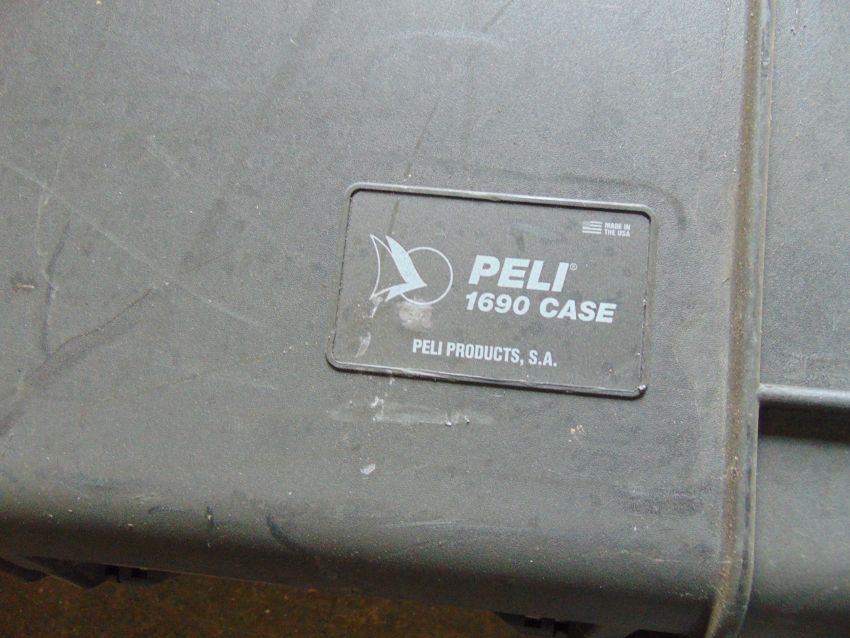 MADE IN
THE USA
PELI®
1690 CASE
PELI PRODUCTS, S.A.